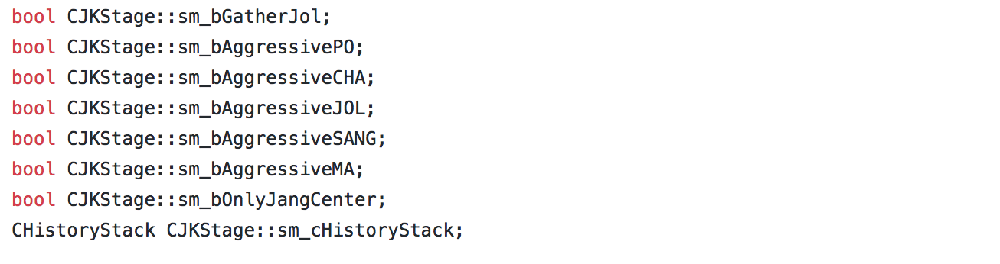 bool CJKStage::sm_bGatherJol;
bool CJKStage::sm_bAggressivePO;
bool CJKStage::sm_bAggressiveCHA;
bool CJKStage::sm_bAggressiveJOL;
bool CJKStage::sm_bAggressiveSANG;
bool CJKStage::sm_bAggressiveMA;
bool CJKStage::sm_bOnlyJangCenter;
CHistoryStack CJKStage::sm_cHistoryStack;